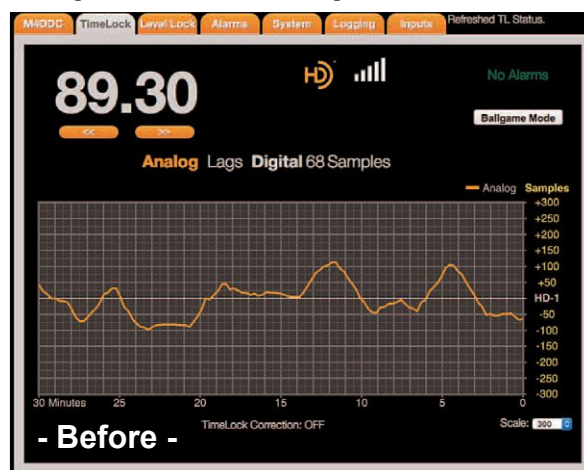 M4DDC TimeLock Level Lock Alarms System Logging Inputs Refreshed TL Status.
89.30
HD
No Alarms
<< >>
Ballgame Mode
Analog Lags Digital 68 Samples
Analog Samples
+300
+250
+200
+150
+100
+50
HD-1
-50
-100
-150
-200
-250
-300
30 Minutes 25 20 15 10 5 0
TimeLock Correction: OFF
Scale: 300
- Before -